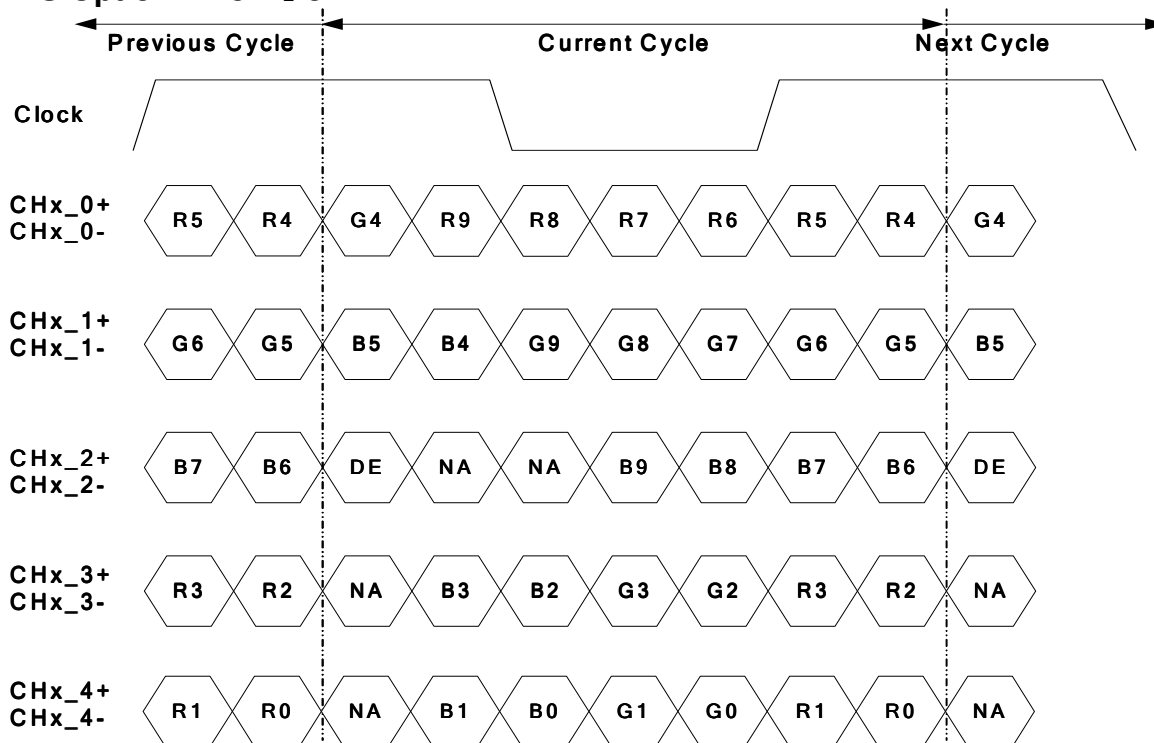 Previous Cycle Current Cycle Next Cycle
Clock
CHx_0+
CHx_0-
R5 R4 G4 R9 R8 R7 R6 R5 R4 G4
CHx_1+
CHx_1-
G6 G5 B5 B4 G9 G8 G7 G6 G5 B5
CHx_2+
CHx_2-
B7 B6 DE NA NA B9 B8 B7 B6 DE
CHx_3+
CHx_3-
R3 R2 NA B3 B2 G3 G2 R3 R2 NA
CHx_4+
CHx_4-
R1 R0 NA B1 B0 G1 G0 R1 R0 NA